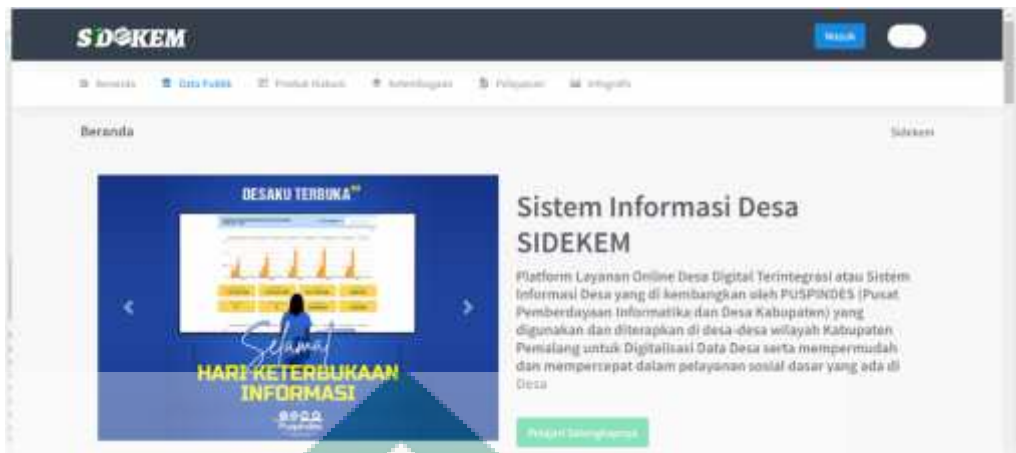 SIDEKEM
Masuk
Beranda Data Publik Produk Hukum Kelembagaan Pelayanan Infografis
Beranda
Sidekem
DESAKU TERBUKA
Selamat
HARI KETERBUKAAN
INFORMASI
Puspindes
Sistem Informasi Desa
SIDEKEM
Platform Layanan Online Desa Digital Terintegrasi atau Sistem
Informasi Desa yang di kembangkan oleh PUSPINDES (Pusat
Pemberdayaan Informatika dan Desa Kabupaten) yang
digunakan dan diterapkan di desa-desa wilayah Kabupaten
Pemalang untuk Digitalisasi Data Desa serta mempermudah
dan mempercepat dalam pelayanan sosial dasar yang ada di
Desa
Pelajari Selengkapnya